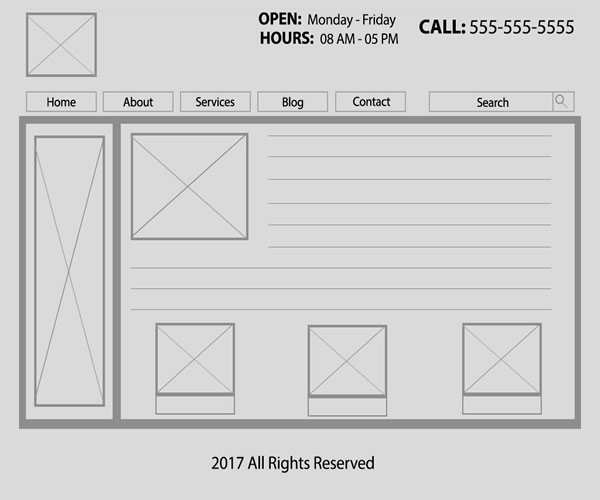 OPEN: Monday - Friday
HOURS: 08 AM - 05 PM
CALL: 555-555-5555
Home
About
Services
Blog
Contact
Search
2017 All Rights Reserved